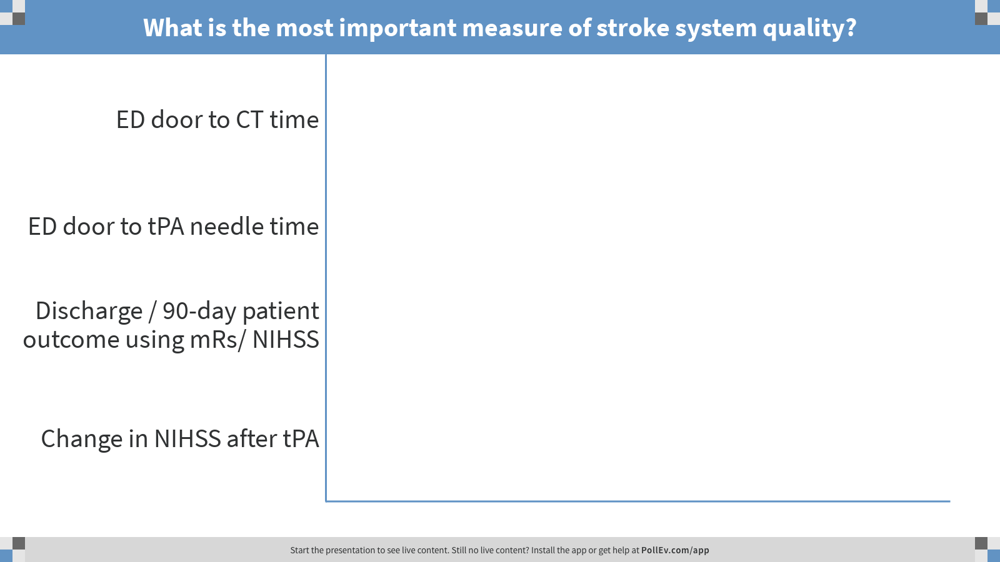 What is the most important measure of stroke system quality?
ED door to CT time
ED door to tPA needle time
Discharge / 90-day patient
outcome using mRs/ NIHSS
Change in NIHSS after tPA
Start the presentation to see live content. Still no live content? Install the app or get help at PollEv.com/app